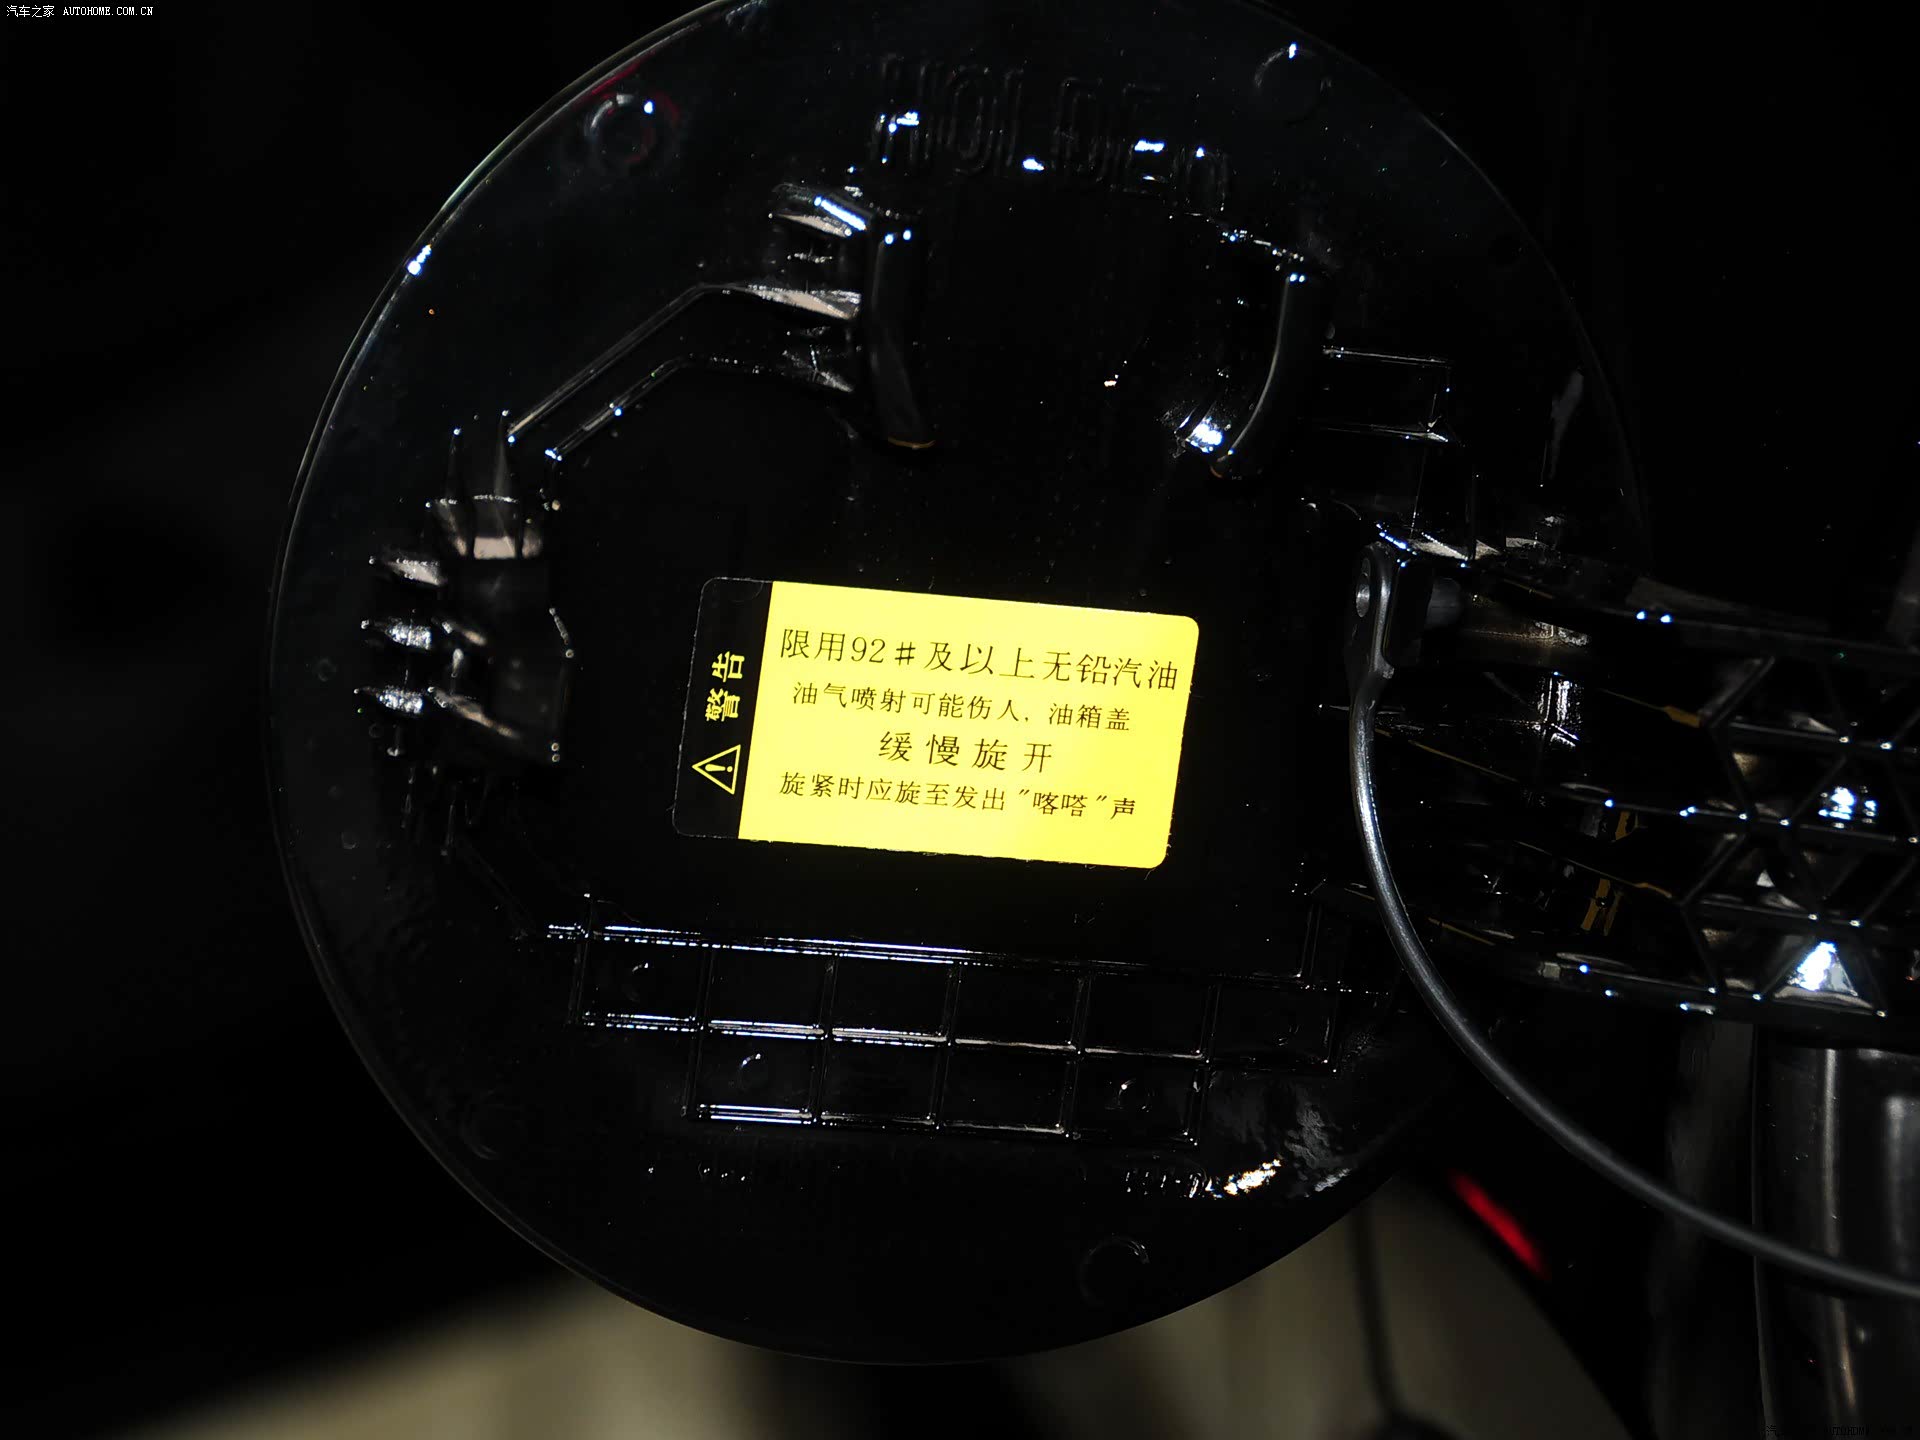 汽车之家 AUTOHOME.COM.CN
HOLDEN
警告
限用92#及以上无铅汽油
油气喷射可能伤人，油箱盖
缓慢旋开
旋紧时应旋至发出"喀嗒"声